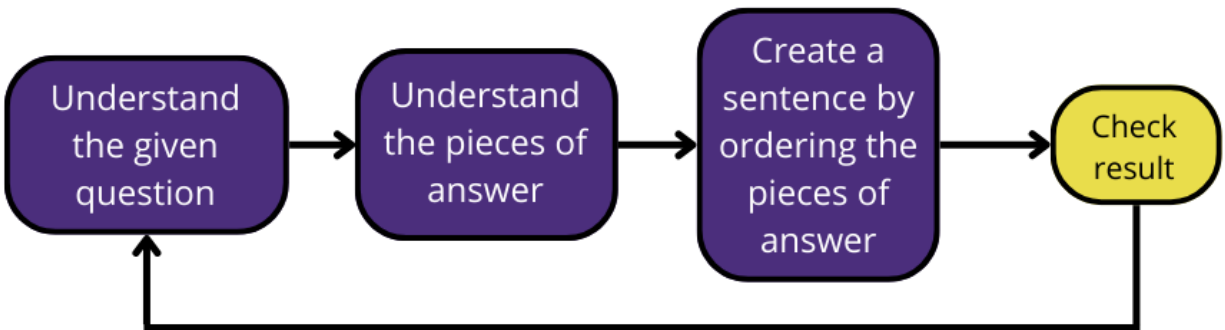 Understand
the given
question
Understand
the pieces of
answer
Create a
sentence by
ordering the
pieces of
answer
Check
result